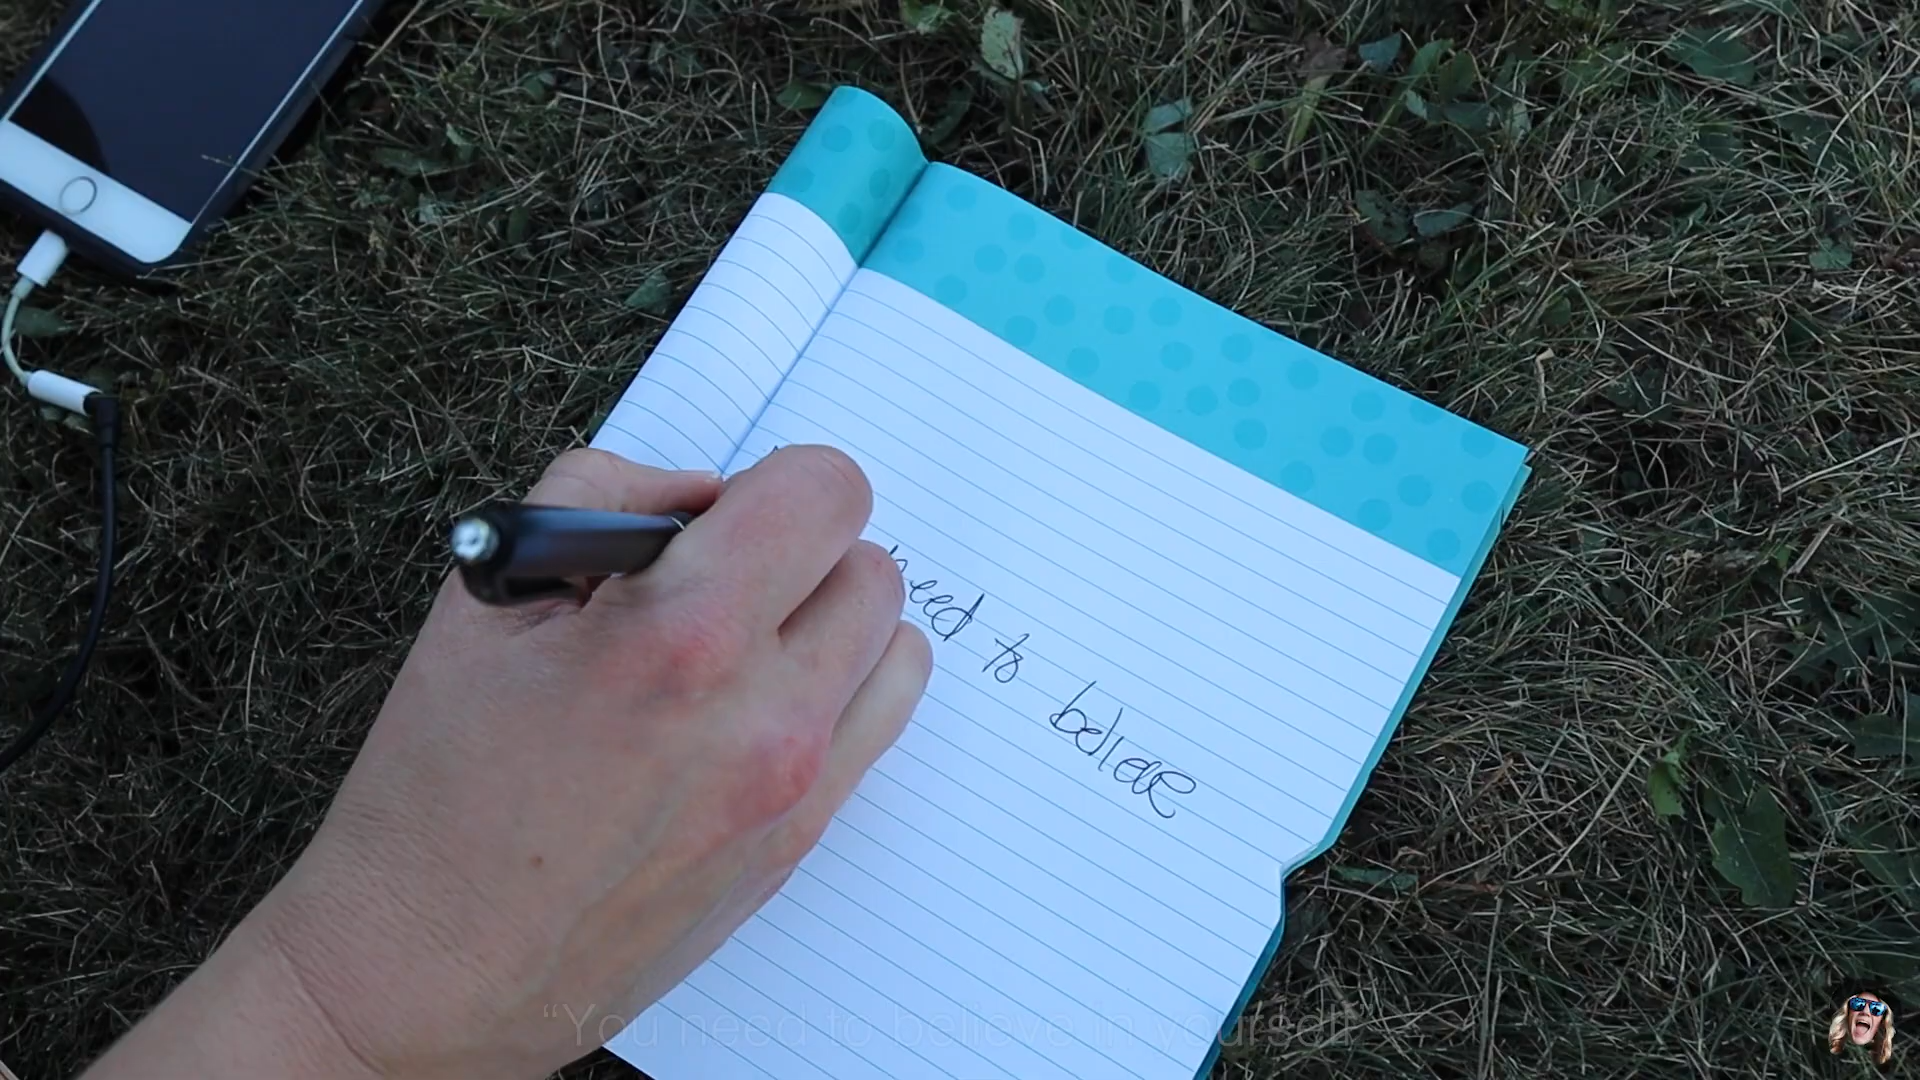 need to believe
“You need to believe in yourself”